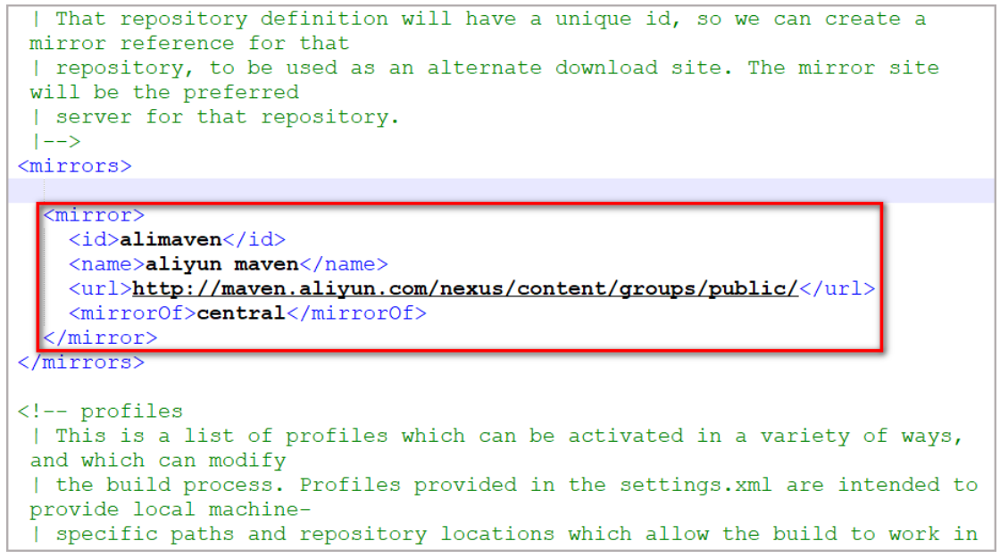 | That repository definition will have a unique id, so we can create a
mirror reference for that
| repository, to be used as an alternate download site. The mirror site
will be the preferred
| server for that repository.
|-->
<mirrors>
<mirror>
<id>alimaven</id>
<name>aliyun maven</name>
<url>http://maven.aliyun.com/nexus/content/groups/public/</url>
<mirrorOf>central</mirrorOf>
</mirror>
</mirrors>
<!-- profiles
| This is a list of profiles which can be activated in a variety of ways,
and which can modify
| the build process. Profiles provided in the settings.xml are intended to
provide local machine-
| specific paths and repository locations which allow the build to work in